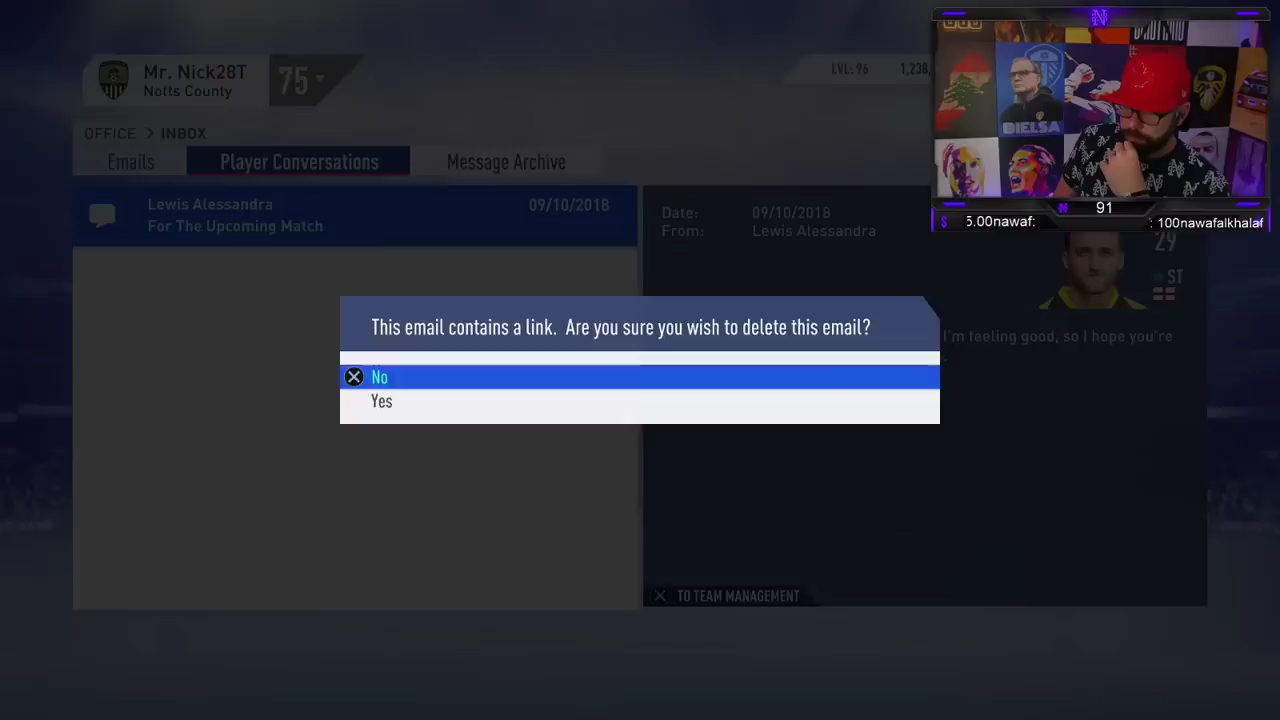 Mr. Nick28T
Notts County
75
LVL: 96
1,230,
OFFICE > INBOX
Emails
Player Conversations
Message Archive
Lewis Alessandra
09/10/2018
For The Upcoming Match
Date: 09/10/2018
From: Lewis Alessandra
29
ST
I'm feeling good, so I hope you're
This email contains a link. Are you sure you wish to delete this email?
No
Yes
TO TEAM MANAGEMENT
BIELSA
91
5.00nawaf:
: 100nawafalkhalaf